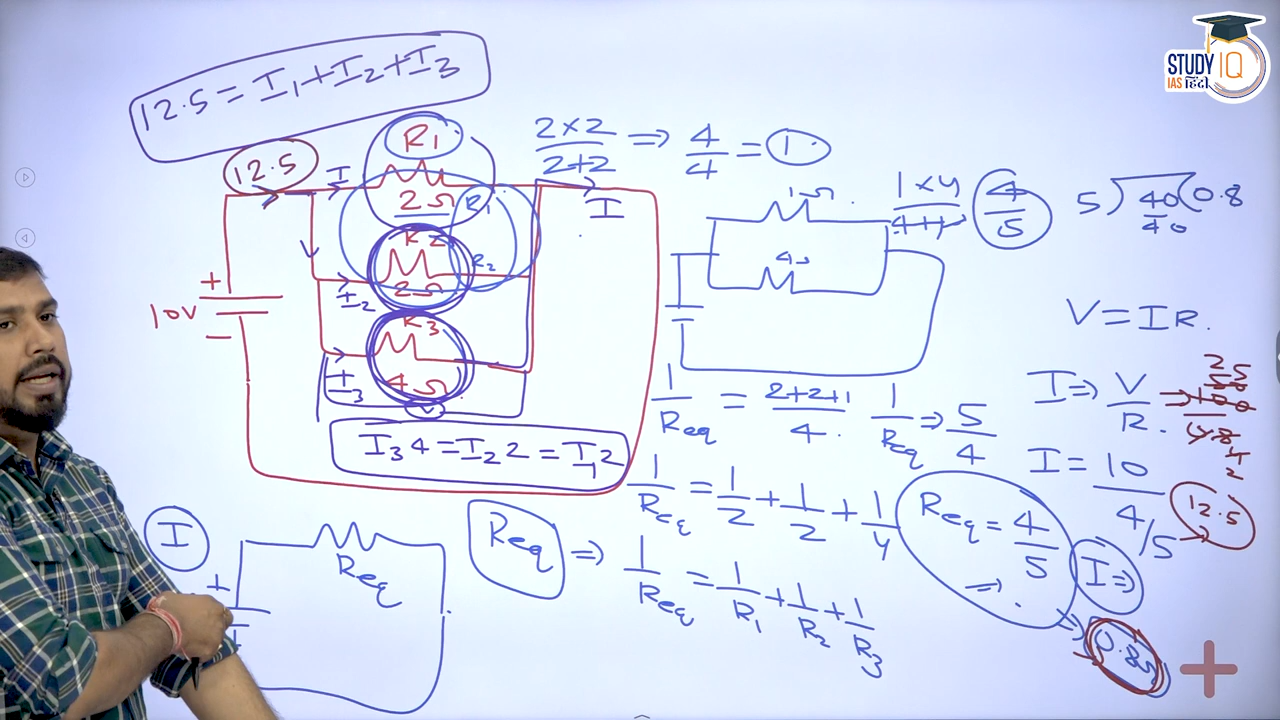 12.5 = I1 + I2 + I3
STUDY IQ
IAS हिंदी
12.5
R1
I
2Ω
R1
R2
R2
I2
2Ω
R3
I3
4Ω
V
10V
+
−
I
2×2/2+2 ⇒ 4/4 = 1
1Ω
4Ω
1×4/4+1
4/5
5) 40 (0.8
40
V = IR.
I ⇒ V/R. ⇒
I = 10/4/5
12.5
I3 4 = I2 2 = I1 2
1/Req = 2+2+1/4. 1/Req ⇒ 5/4
1/Req = 1/2 + 1/2 + 1/4
Req = 4/5
I ⇒
Req ⇒ 1/Req = 1/R1 + 1/R2 + 1/R3
I
+
Req